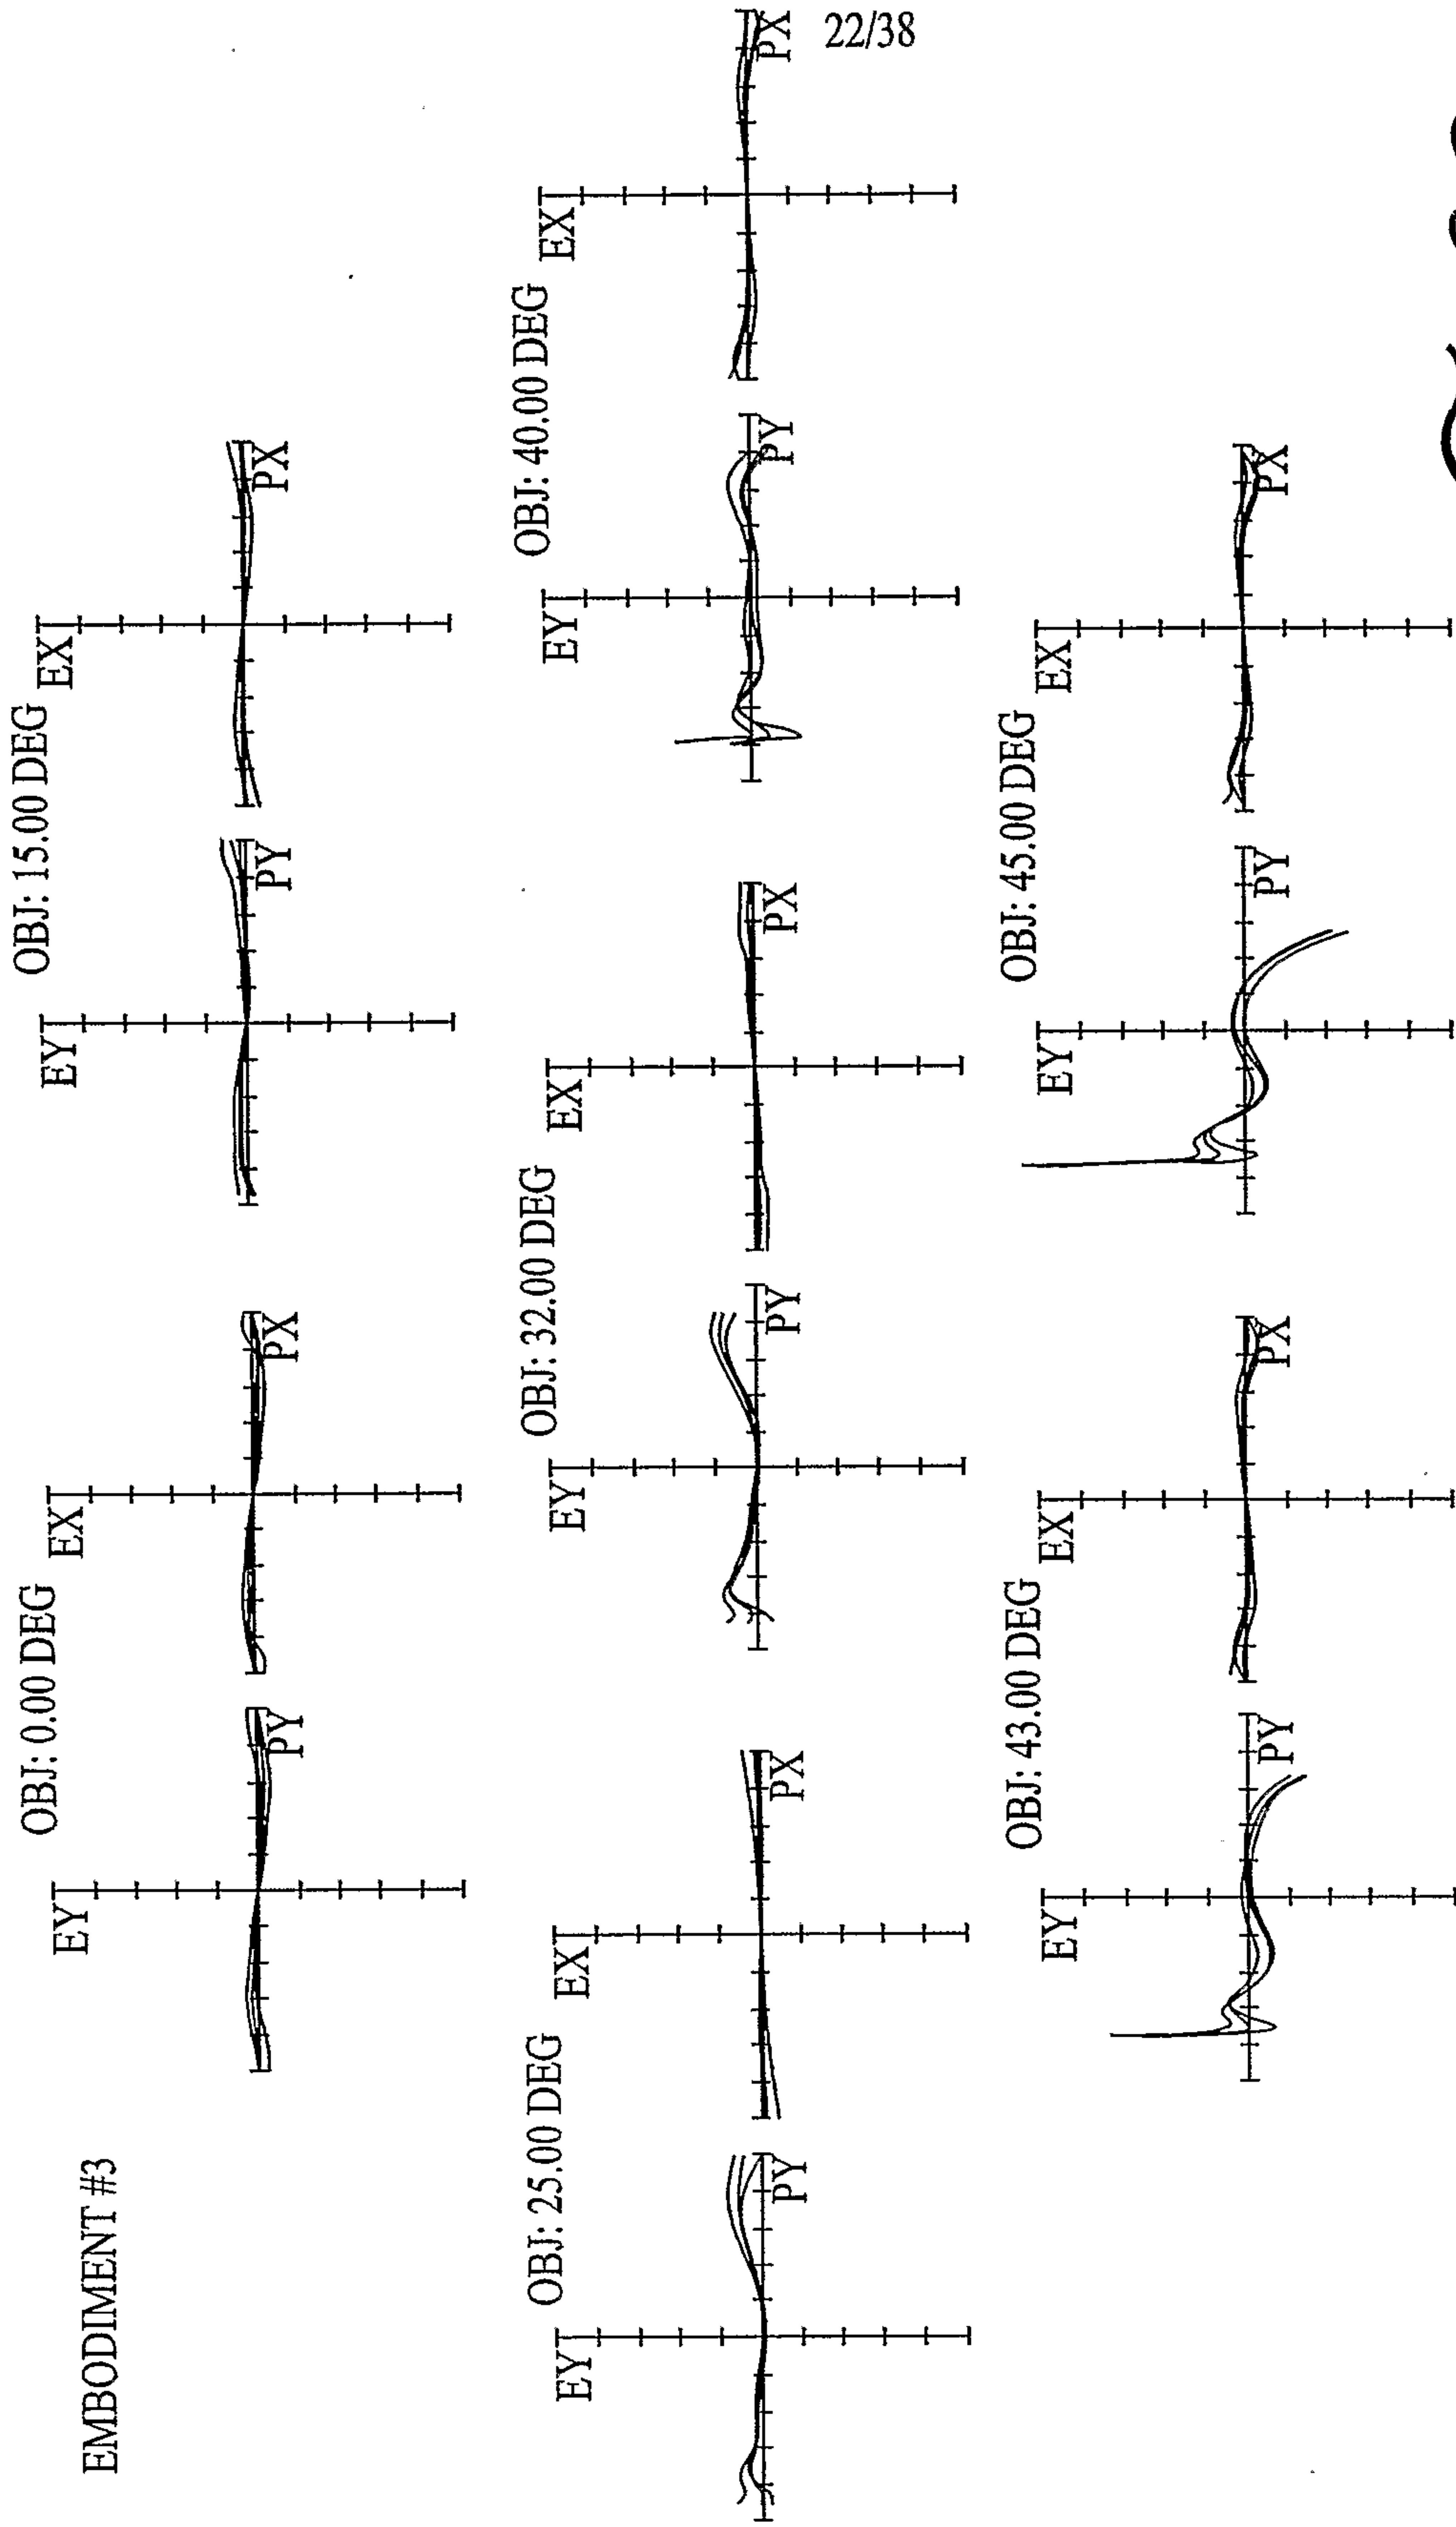 22/38
EMBODIMENT #3
OBJ: 0.00 DEG
EY
PY
EX
PX
OBJ: 15.00 DEG
EY
PY
EX
PX
OBJ: 25.00 DEG
EY
PY
EX
PX
OBJ: 32.00 DEG
EY
PY
EX
PX
OBJ: 40.00 DEG
EY
PY
EX
PX
OBJ: 43.00 DEG
EY
PY
EX
PX
OBJ: 45.00 DEG
EY
PY
EX
PX